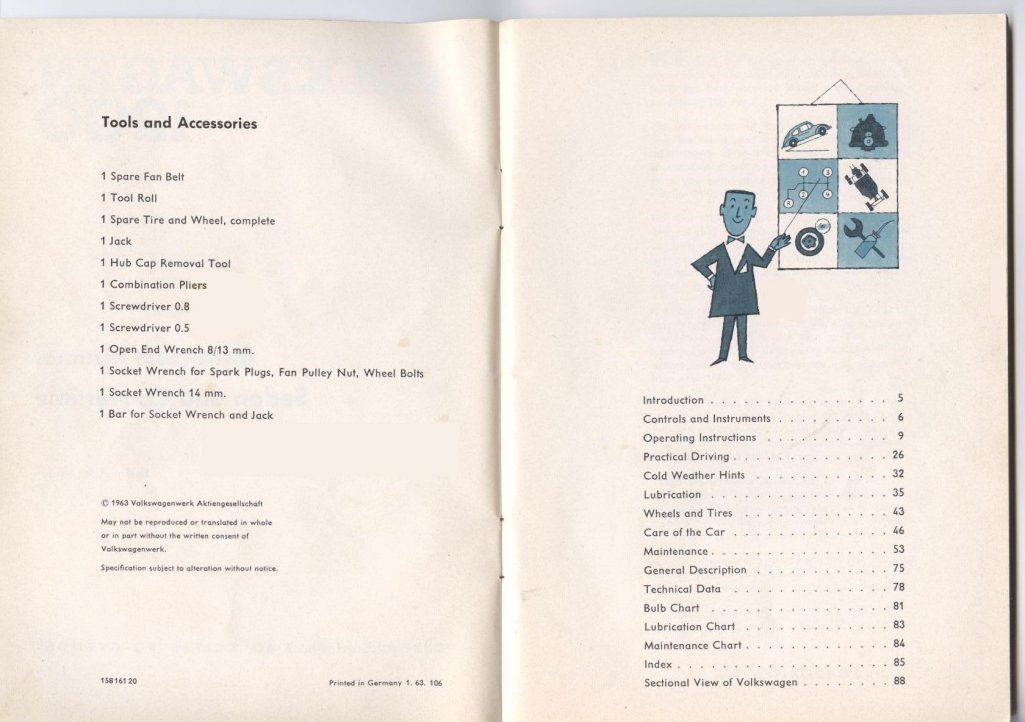 Tools and Accessories
1 Spare Fan Belt
1 Tool Roll
1 Spare Tire and Wheel, complete
1 Jack
1 Hub Cap Removal Tool
1 Combination Pliers
1 Screwdriver 0.8
1 Screwdriver 0.5
1 Open End Wrench 8/13 mm.
1 Socket Wrench for Spark Plugs, Fan Pulley Nut, Wheel Bolts
1 Socket Wrench 14 mm.
1 Bar for Socket Wrench and Jack
© 1963 Volkswagenwerk Aktiengesellschaft
May not be reproduced or translated in whole
or in part without the written consent of
Volkswagenwerk.
Specification subject to alteration without notice.
158 161 20
Printed in Germany 1. 63. 106
1 3
R 2 4
Introduction . . . . . . . . . . . . . . . . 5
Controls and Instruments . . . . . . . . . . 6
Operating Instructions . . . . . . . . . . . 9
Practical Driving . . . . . . . . . . . . . . 26
Cold Weather Hints . . . . . . . . . . . . 32
Lubrication . . . . . . . . . . . . . . . . 35
Wheels and Tires . . . . . . . . . . . . . 43
Care of the Car . . . . . . . . . . . . . . 46
Maintenance . . . . . . . . . . . . . . . . 53
General Description . . . . . . . . . . . . 75
Technical Data . . . . . . . . . . . . . . 78
Bulb Chart . . . . . . . . . . . . . . . . 81
Lubrication Chart . . . . . . . . . . . . . 83
Maintenance Chart . . . . . . . . . . . . . 84
Index . . . . . . . . . . . . . . . . . . . 85
Sectional View of Volkswagen . . . . . . . . 88